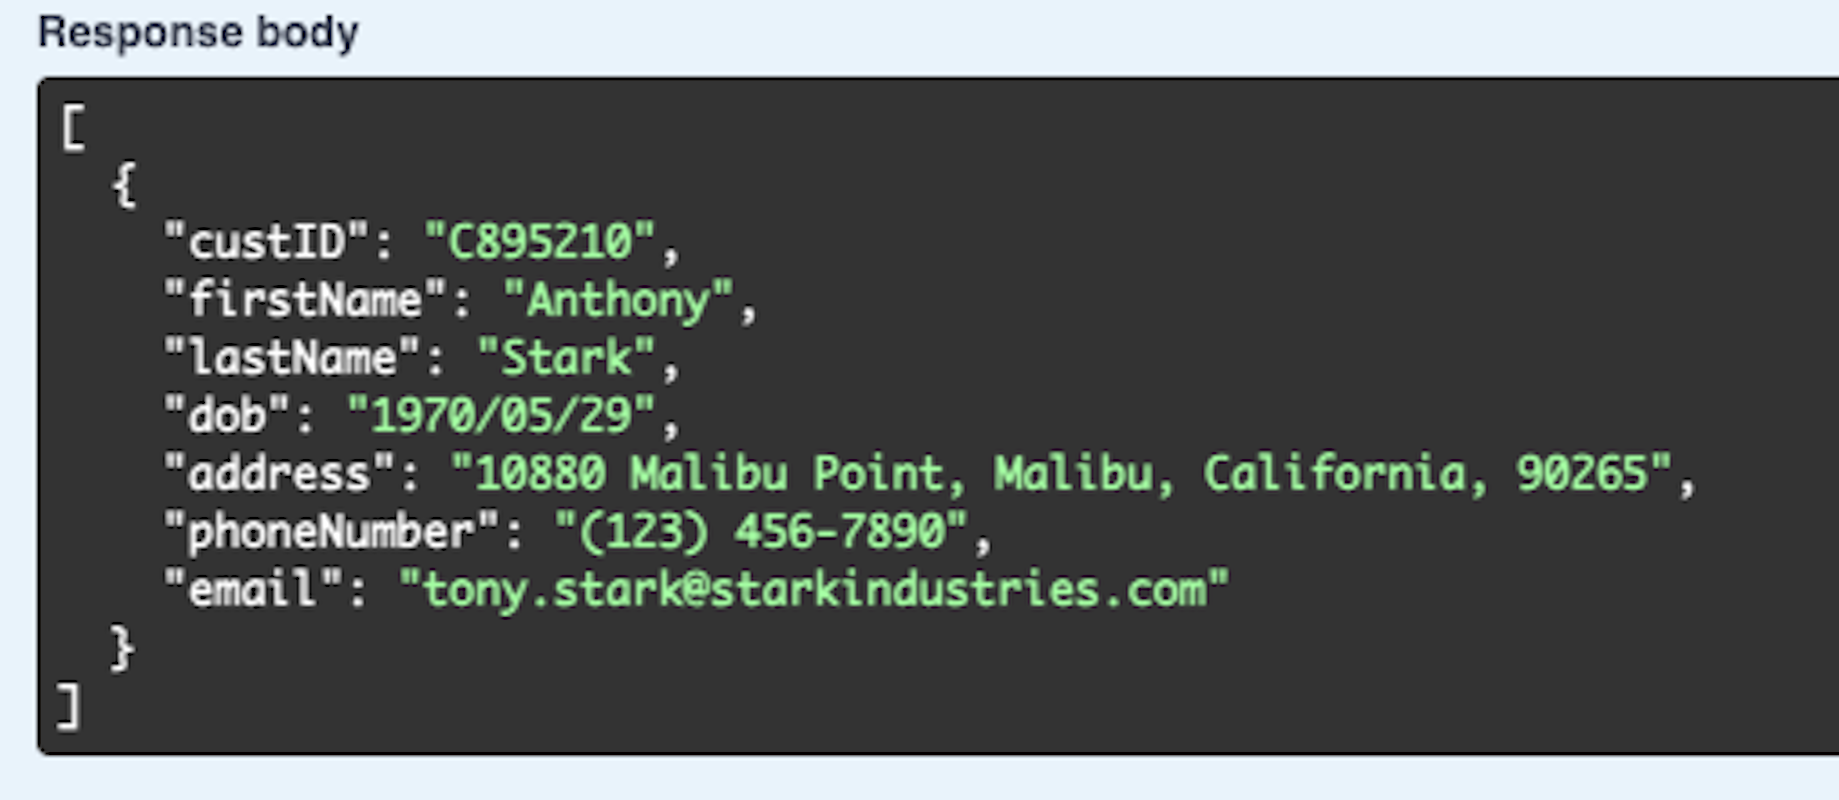 Response body
[
  {
    "custID": "C895210",
    "firstName": "Anthony",
    "lastName": "Stark",
    "dob": "1970/05/29",
    "address": "10880 Malibu Point, Malibu, California, 90265",
    "phoneNumber": "(123) 456-7890",
    "email": "tony.stark@starkindustries.com"
  }
]